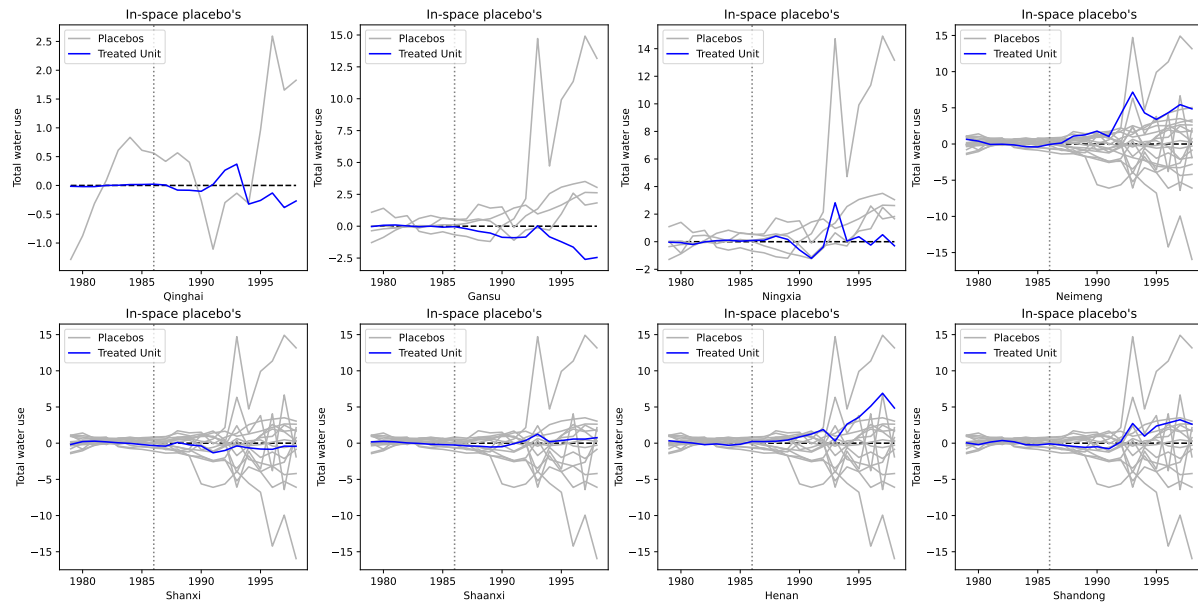 In-space placebo's
Placebos
Treated Unit
Total water use
2.5
2.0
1.5
1.0
0.5
0.0
−0.5
−1.0
1980 1985 1990 1995
Qinghai
In-space placebo's
Placebos
Treated Unit
Total water use
15.0
12.5
10.0
7.5
5.0
2.5
0.0
−2.5
1980 1985 1990 1995
Gansu
In-space placebo's
Placebos
Treated Unit
Total water use
14
12
10
8
6
4
2
0
−2
1980 1985 1990 1995
Ningxia
In-space placebo's
Placebos
Treated Unit
Total water use
15
10
5
0
−5
−10
−15
1980 1985 1990 1995
Neimeng
In-space placebo's
Placebos
Treated Unit
Total water use
15
10
5
0
−5
−10
−15
1980 1985 1990 1995
Shanxi
In-space placebo's
Placebos
Treated Unit
Total water use
15
10
5
0
−5
−10
−15
1980 1985 1990 1995
Shaanxi
In-space placebo's
Placebos
Treated Unit
Total water use
15
10
5
0
−5
−10
−15
1980 1985 1990 1995
Henan
In-space placebo's
Placebos
Treated Unit
Total water use
15
10
5
0
−5
−10
−15
1980 1985 1990 1995
Shandong